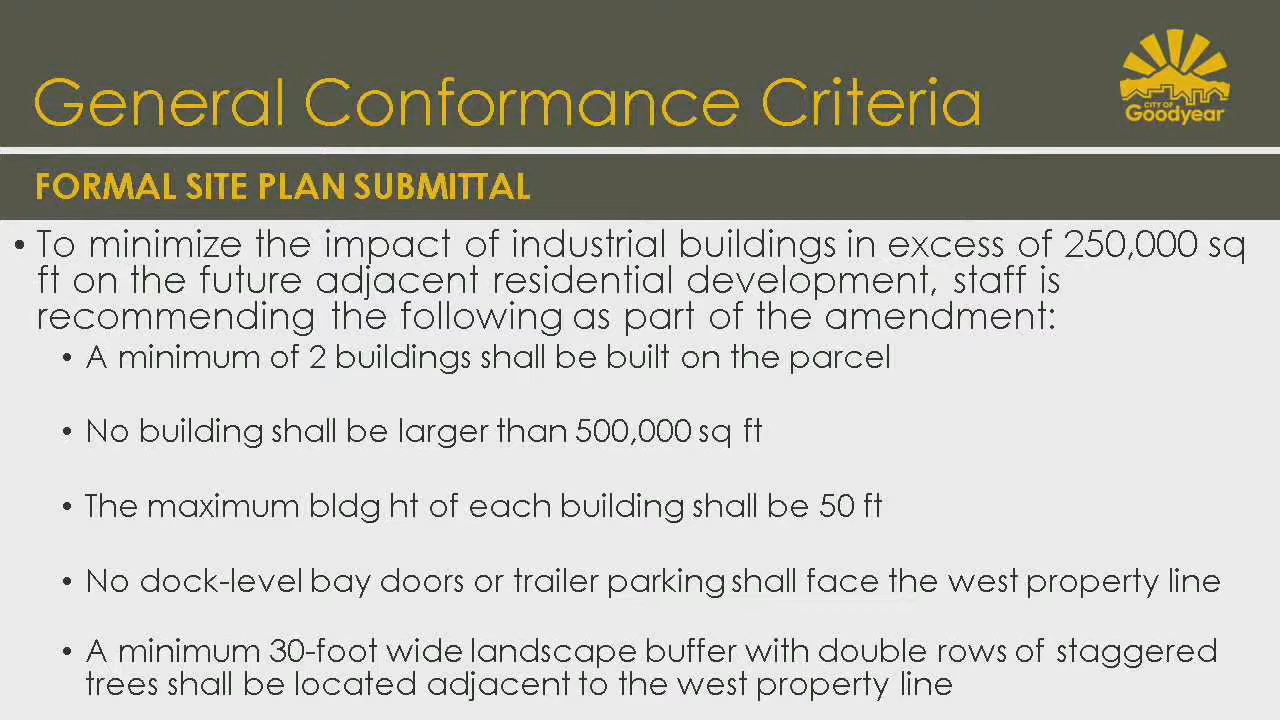 General Conformance Criteria
CITY OF
Goodyear
FORMAL SITE PLAN SUBMITTAL
• To minimize the impact of industrial buildings in excess of 250,000 sq
ft on the future adjacent residential development, staff is
recommending the following as part of the amendment:
• A minimum of 2 buildings shall be built on the parcel
• No building shall be larger than 500,000 sq ft
• The maximum bldg ht of each building shall be 50 ft
• No dock-level bay doors or trailer parking shall face the west property line
• A minimum 30-foot wide landscape buffer with double rows of staggered
trees shall be located adjacent to the west property line